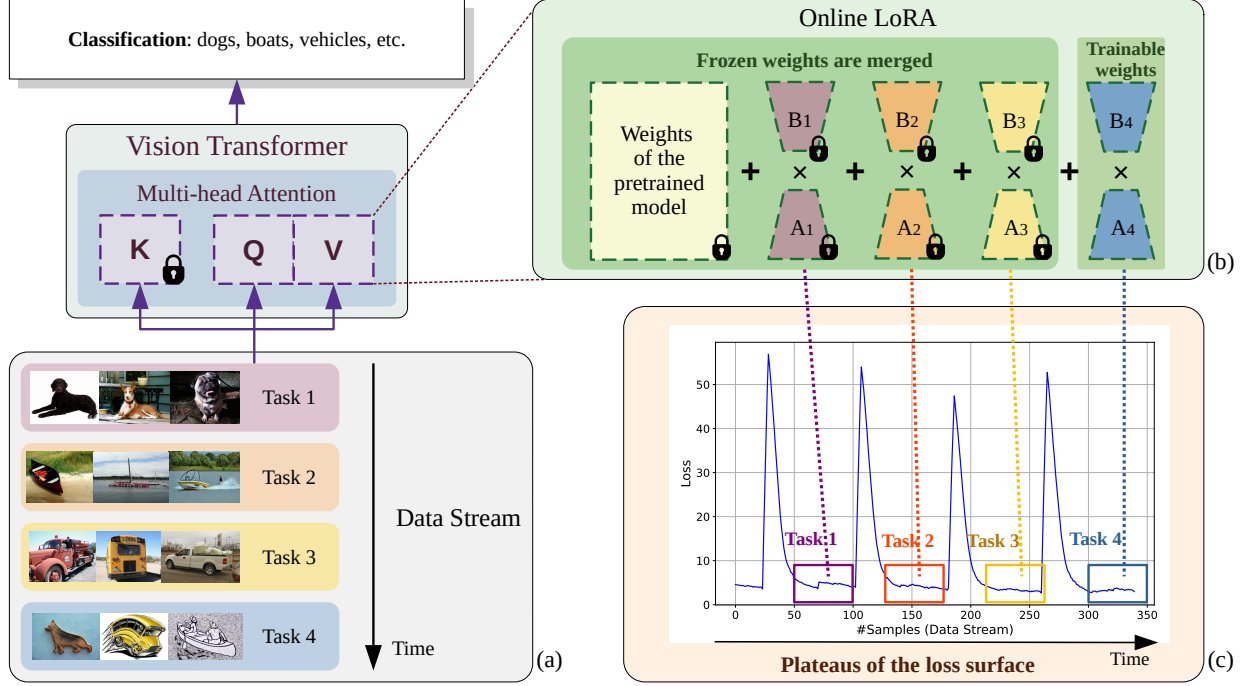 Classification: dogs, boats, vehicles, etc.
Vision Transformer
Multi-head Attention
K
Q
V
Task 1
Task 2
Task 3
Task 4
Data Stream
Time
(a)
Online LoRA
Frozen weights are merged
Trainable
weights
Weights
of the
pretrained
model
+ + + +
B1 B2 B3 B4
× × × ×
A1 A2 A3 A4
(b)
Loss
50
40
30
20
10
0
Task 1 Task 2 Task 3 Task 4
0 50 100 150 200 250 300 350
#Samples (Data Stream)
Time
Plateaus of the loss surface
(c)